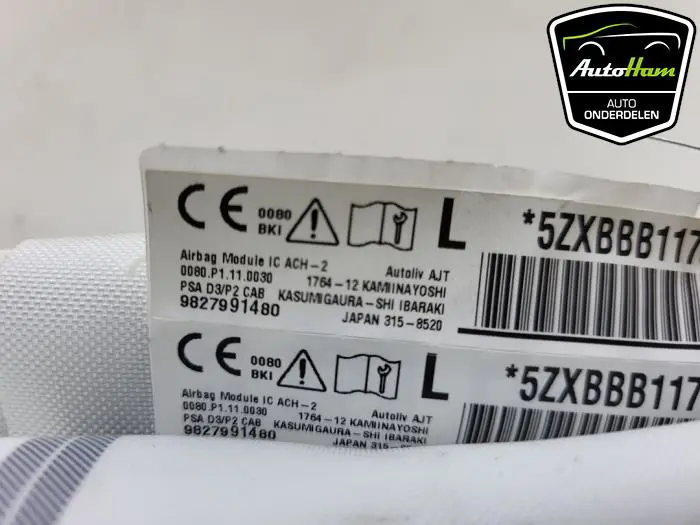 AutoHam
AUTO
ONDERDELEN
CE 0080 BKI L *5ZXBBB117
Airbag Module IC ACH-2 Autoliv AJT
0080.P1.11.0030 1764-12 KAMIINAYOSHI
PSA D3/P2 CAB KASUMIGAURA-SHI IBARAKI
9827991480 JAPAN 315-8520
CE 0080 BKI L *5ZXBBB117
Airbag Module IC ACH-2 Autoliv AJT
0080.P1.11.0030 1764-12 KAMIINAYOSHI
PSA D3/P2 CAB KASUMIGAURA-SHI IBARAKI
9827991480 JAPAN 315-8520